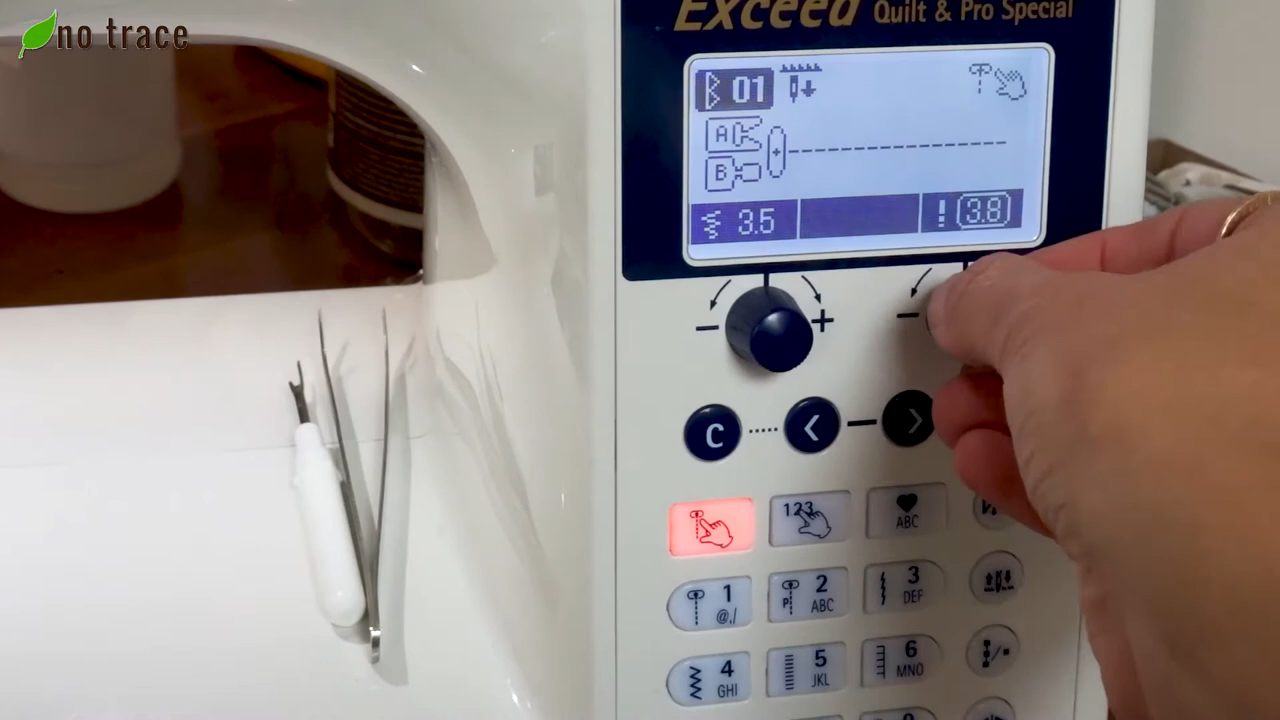 no trace
Exceed Quilt & Pro Special
01
A
B
3.5 ! 3.8
− + −
C < — >
123 ♥
ABC
1 2 3
@,/ P ABC DEF
4 5 6
GHI JKL MNO